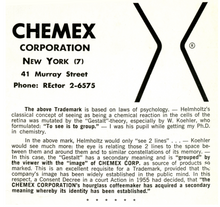 CHEMEX
CORPORATION
NEW YORK (7)
41 Murray Street
Phone: REctor 2-6575
The above Trademark is based on laws of psychology, — Helmholtz's
classical conception of seeing as being a chemical reaction in the cells of the
retina was mutated by the "Gestalt"-theory, especially by W. Koehler, who
formulated: "To see is to group." — I was his pupil while getting my Ph.D.
in chemistry.
In the above Trademark, Helmholtz would only "see 2 lines" . . . — Koehler
would see much more: the eye is relating those 2 lines to the space be-
tween them and around them and to similar constellations of its memory. —
In this case, the "Gestalt" has a secondary meaning and is "grouped" by
the viewer with the "image" of CHEMEX CORP. as source of products He
admired. This is an excellent requisite for a Trademark, provided that the
company's image has been widely established in the viewer's mind. In this
respect, a Consent Decree in a court Action in 1955 has decided, that "the
CHEMEX CORPORATION'S hourglass coffeemaker has acquired a secondary
meaning whereby its identity has been established."